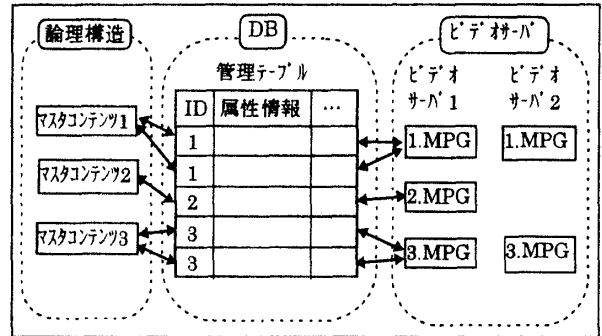 論理構造
DB
ビデオサーバ
管理テーブル
ビデオ
サーバ1
ビデオ
サーバ2
ID 属性情報 …
1
1
2
3
3
マスタコンテンツ1
マスタコンテンツ2
マスタコンテンツ3
1.MPG 1.MPG
2.MPG
3.MPG 3.MPG